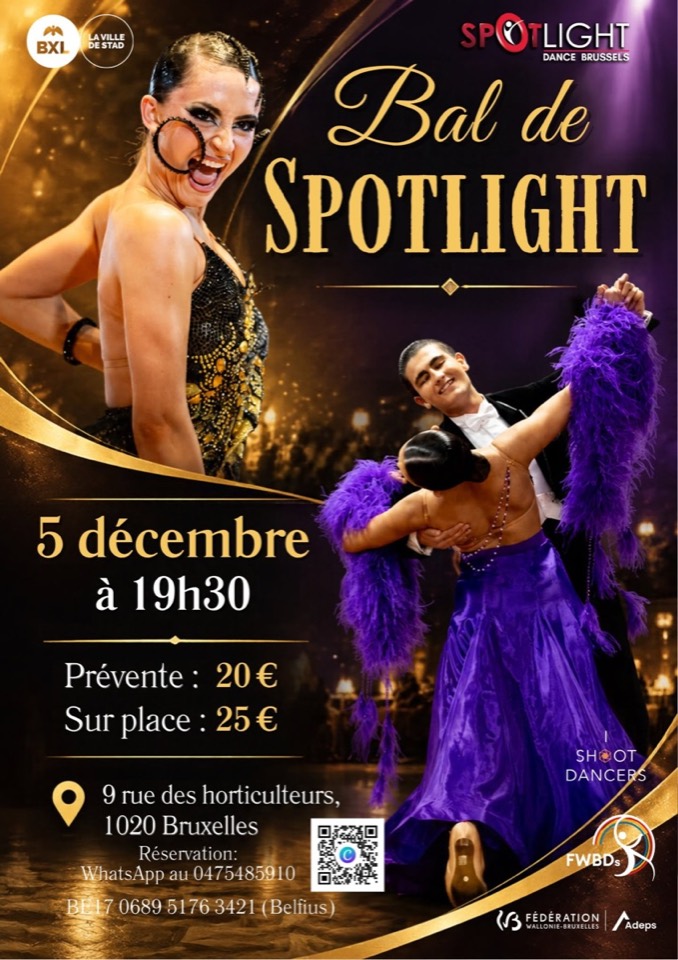 BXL
LA VILLE
DE STAD
SPOTLIGHT
DANCE BRUSSELS
Bal de
SPOTLIGHT
5 décembre
à 19h30
Prévente : 20 €
Sur place : 25 €
9 rue des horticulteurs,
1020 Bruxelles
Réservation:
WhatsApp au 0475485910
BE17 0689 5176 3421 (Belfius)
I
SHOOT
DANCERS
FWBDs
FÉDÉRATION
WALLONIE-BRUXELLES
Adeps